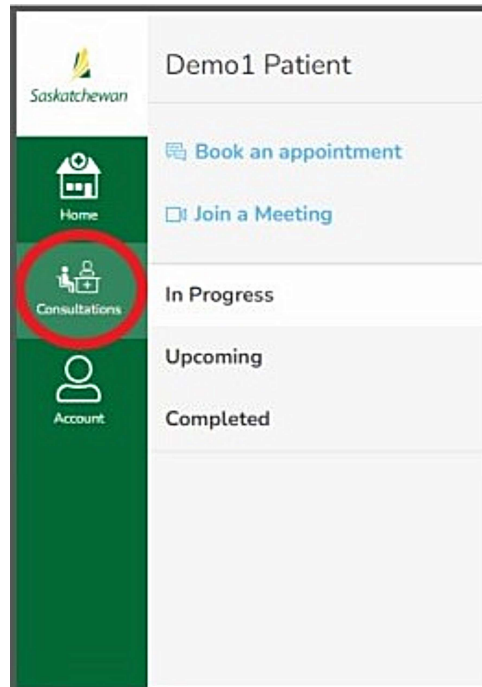 Saskatchewan
Home
Consultations
Account
Demo1 Patient
Book an appointment
Join a Meeting
In Progress
Upcoming
Completed